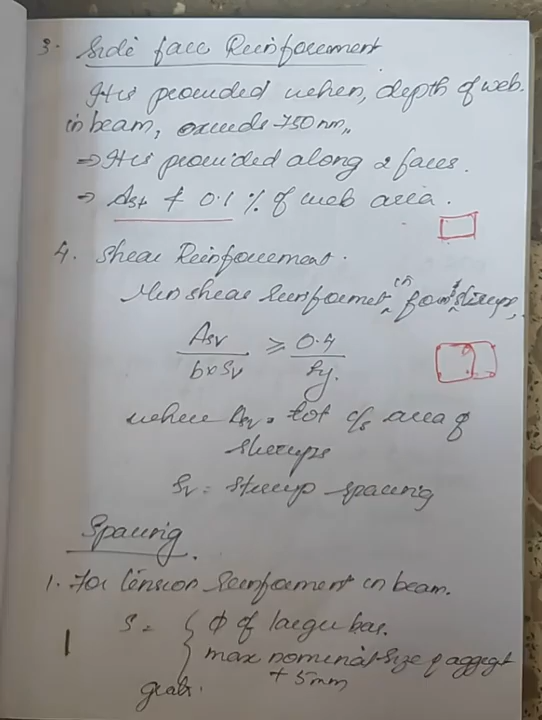 3. Side face Reinforcement
It is provided when, depth of web
in beam, exceeds 750 mm,,
⇒ It is provided along 2 faces.
⇒ Ast ≮ 0.1 % of web area.
4. Shear Reinforcement.
Min shear Reinforcemet in form stirrups,
Asv / b×Sv ≥ 0.4 / fy.
where Asv = tot c/s area of
stirrups
Sv = stirrup spacing
Spacing.
1. For tension Reinforcement in beam.
S = { φ of larger bar.
max nominal size of aggegt
+ 5mm
greater.